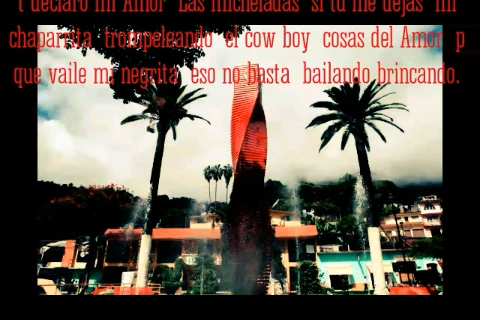 t declaro mi Amor Las micheladas si tu me dejas mi
chaparrita trompeleando el cow boy cosas del Amor p
que vaile mi negrita eso no basta bailando brincando.